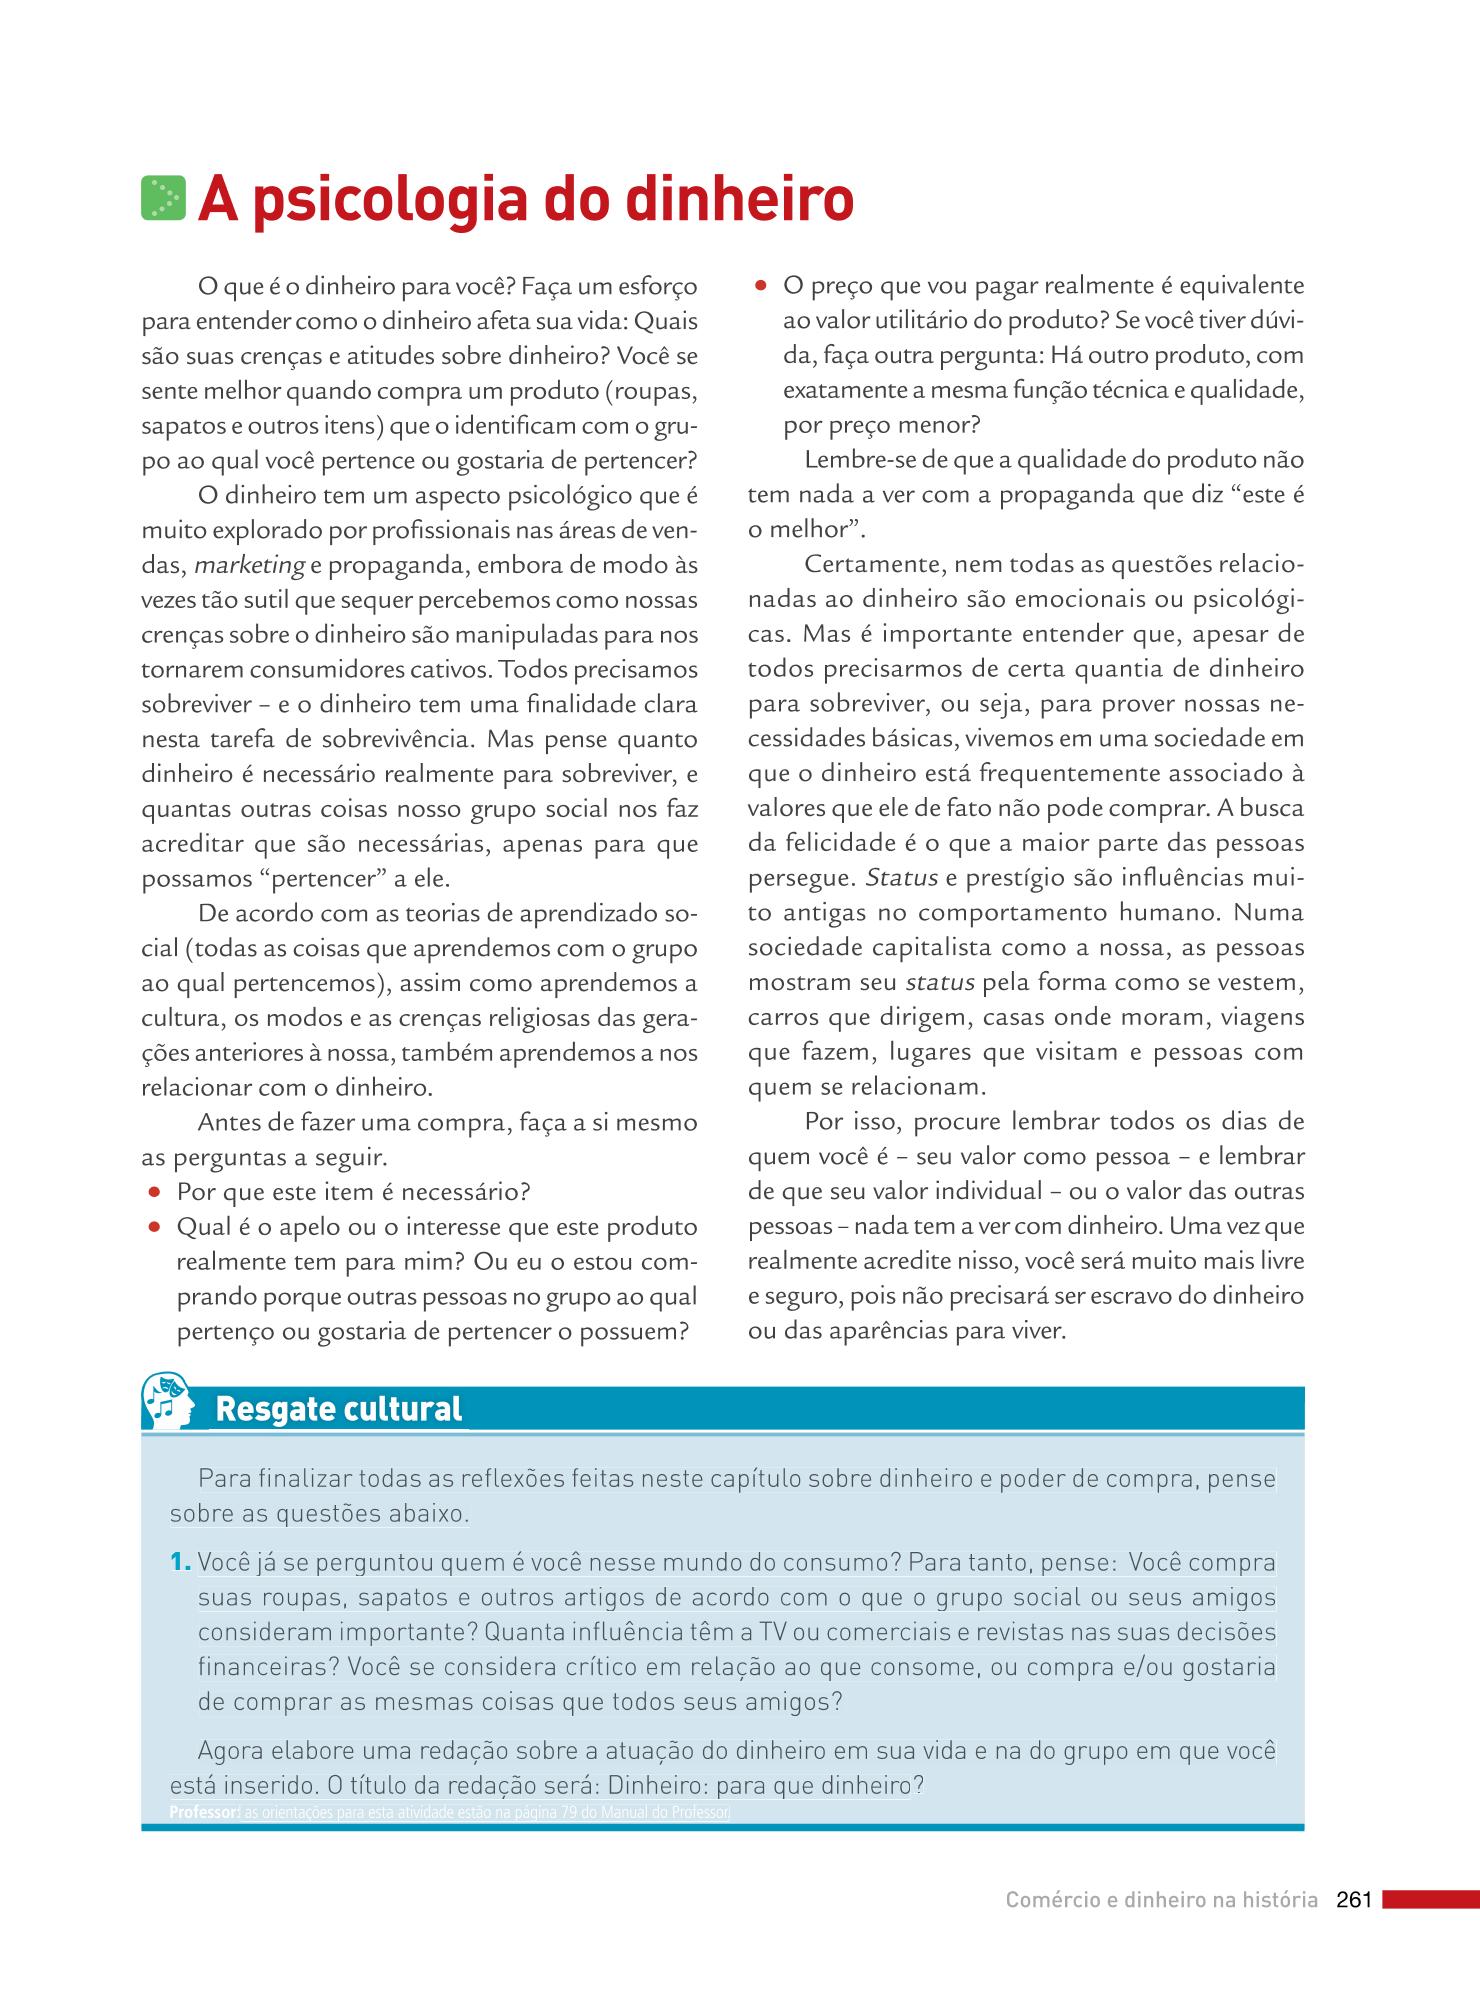 A psicologia do dinheiro
O que é o dinheiro para você? Faça um esforço
para entender como o dinheiro afeta sua vida: Quais
são suas crenças e atitudes sobre dinheiro? Você se
sente melhor quando compra um produto (roupas,
sapatos e outros itens) que o identificam com o gru-
po ao qual você pertence ou gostaria de pertencer?
O dinheiro tem um aspecto psicológico que é
muito explorado por profissionais nas áreas de ven-
das, marketing e propaganda, embora de modo às
vezes tão sutil que sequer percebemos como nossas
crenças sobre o dinheiro são manipuladas para nos
tornarem consumidores cativos. Todos precisamos
sobreviver – e o dinheiro tem uma finalidade clara
nesta tarefa de sobrevivência. Mas pense quanto
dinheiro é necessário realmente para sobreviver, e
quantas outras coisas nosso grupo social nos faz
acreditar que são necessárias, apenas para que
possamos “pertencer” a ele.
De acordo com as teorias de aprendizado so-
cial (todas as coisas que aprendemos com o grupo
ao qual pertencemos), assim como aprendemos a
cultura, os modos e as crenças religiosas das gera-
ções anteriores à nossa, também aprendemos a nos
relacionar com o dinheiro.
Antes de fazer uma compra, faça a si mesmo
as perguntas a seguir.
• Por que este item é necessário?
• Qual é o apelo ou o interesse que este produto
realmente tem para mim? Ou eu o estou com-
prando porque outras pessoas no grupo ao qual
pertenço ou gostaria de pertencer o possuem?
• O preço que vou pagar realmente é equivalente
ao valor utilitário do produto? Se você tiver dúvi-
da, faça outra pergunta: Há outro produto, com
exatamente a mesma função técnica e qualidade,
por preço menor?
Lembre-se de que a qualidade do produto não
tem nada a ver com a propaganda que diz “este é
o melhor”.
Certamente, nem todas as questões relacio-
nadas ao dinheiro são emocionais ou psicológi-
cas. Mas é importante entender que, apesar de
todos precisarmos de certa quantia de dinheiro
para sobreviver, ou seja, para prover nossas ne-
cessidades básicas, vivemos em uma sociedade em
que o dinheiro está frequentemente associado à
valores que ele de fato não pode comprar. A busca
da felicidade é o que a maior parte das pessoas
persegue. Status e prestígio são influências mui-
to antigas no comportamento humano. Numa
sociedade capitalista como a nossa, as pessoas
mostram seu status pela forma como se vestem,
carros que dirigem, casas onde moram, viagens
que fazem, lugares que visitam e pessoas com
quem se relacionam.
Por isso, procure lembrar todos os dias de
quem você é – seu valor como pessoa – e lembrar
de que seu valor individual – ou o valor das outras
pessoas – nada tem a ver com dinheiro. Uma vez que
realmente acredite nisso, você será muito mais livre
e seguro, pois não precisará ser escravo do dinheiro
ou das aparências para viver.
Resgate cultural
Para finalizar todas as reflexões feitas neste capítulo sobre dinheiro e poder de compra, pense
sobre as questões abaixo.
1. Você já se perguntou quem é você nesse mundo do consumo? Para tanto, pense: Você compra
suas roupas, sapatos e outros artigos de acordo com o que o grupo social ou seus amigos
consideram importante? Quanta influência têm a TV ou comerciais e revistas nas suas decisões
financeiras? Você se considera crítico em relação ao que consome, ou compra e/ou gostaria
de comprar as mesmas coisas que todos seus amigos?
Agora elabore uma redação sobre a atuação do dinheiro em sua vida e na do grupo em que você
está inserido. O título da redação será: Dinheiro: para que dinheiro?
Professor: as orientações para esta atividade estão na página 79 do Manual do Professor.
Comércio e dinheiro na história 261